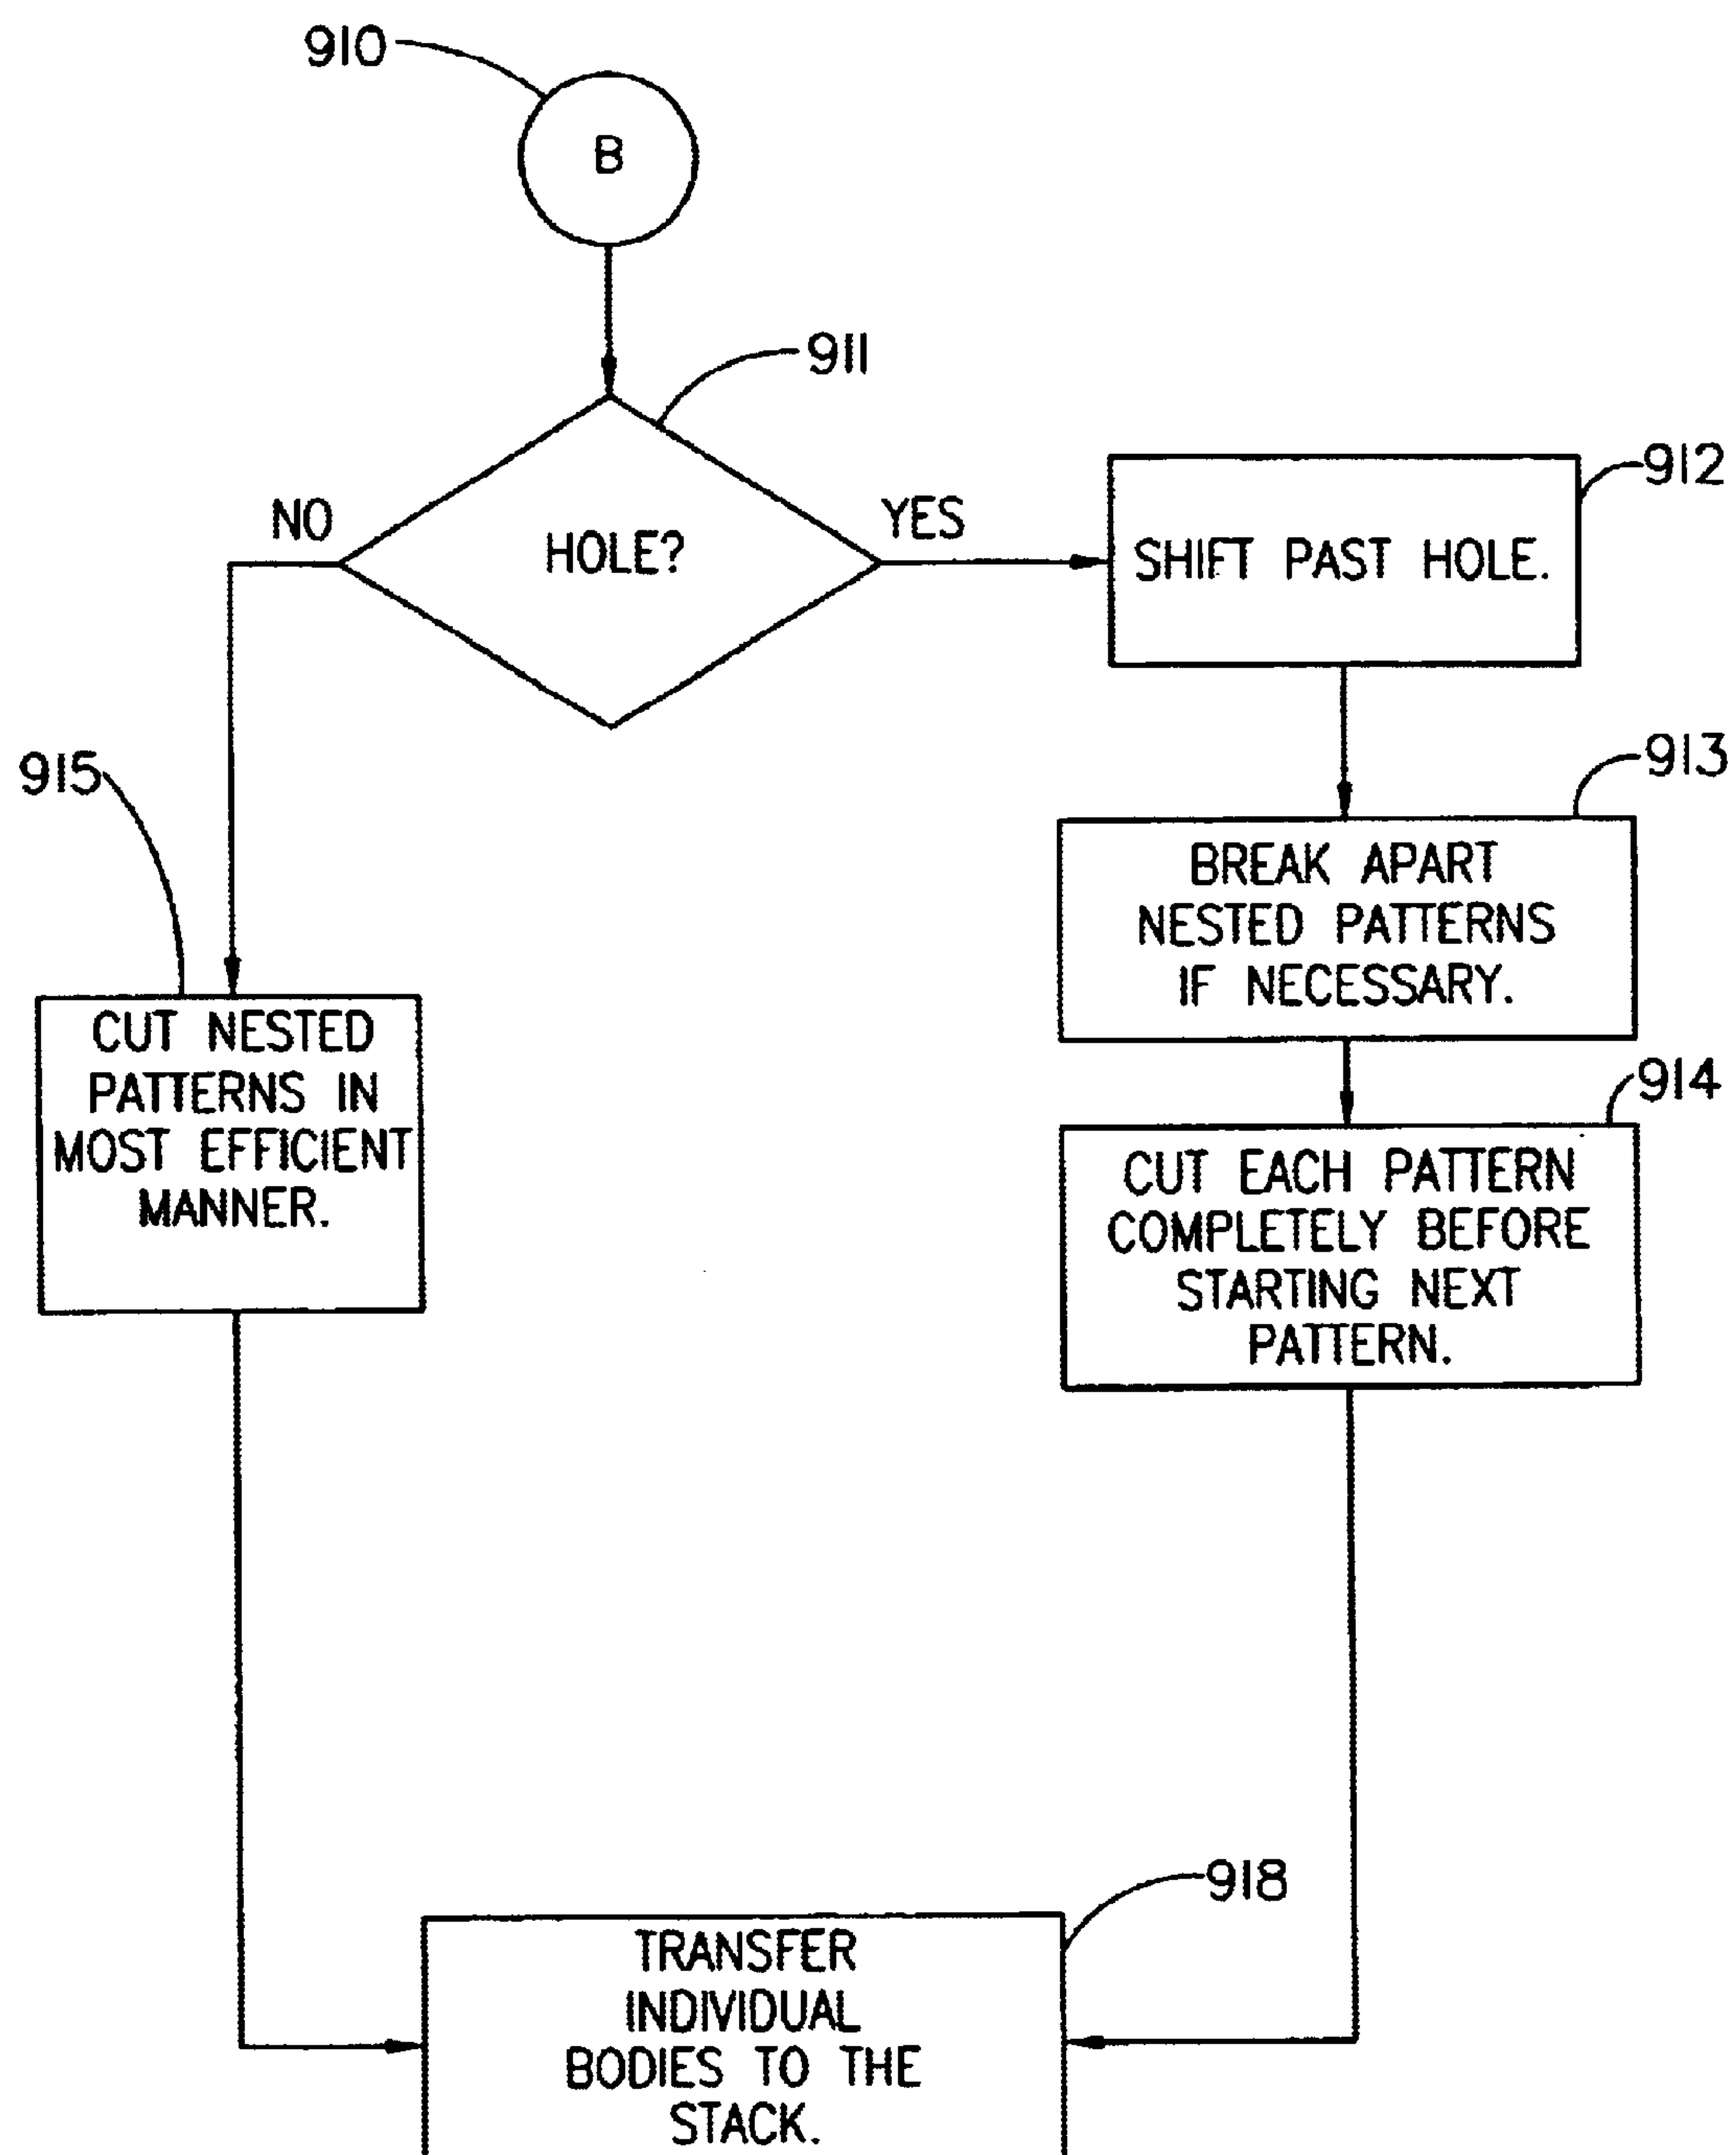 910
B
911
HOLE?
NO
YES
912
SHIFT PAST HOLE.
913
BREAK APART
NESTED PATTERNS
IF NECESSARY.
914
CUT EACH PATTERN
COMPLETELY BEFORE
STARTING NEXT
PATTERN.
915
CUT NESTED
PATTERNS IN
MOST EFFICIENT
MANNER.
918
TRANSFER
INDIVIDUAL
BODIES TO THE
STACK.